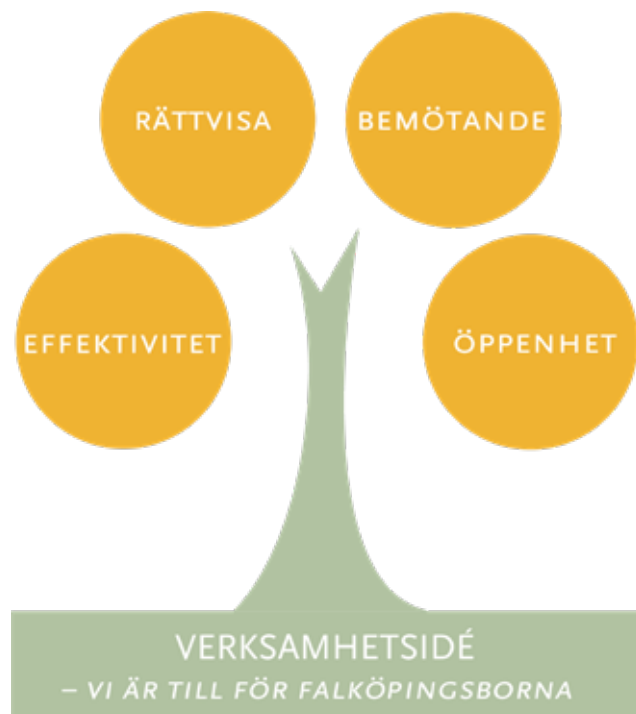 RÄTTVISA
BEMÖTANDE
EFFEKTIVITET
ÖPPENHET
VERKSAMHETSIDÉ
– VI ÄR TILL FÖR FALKÖPINGSBORNA